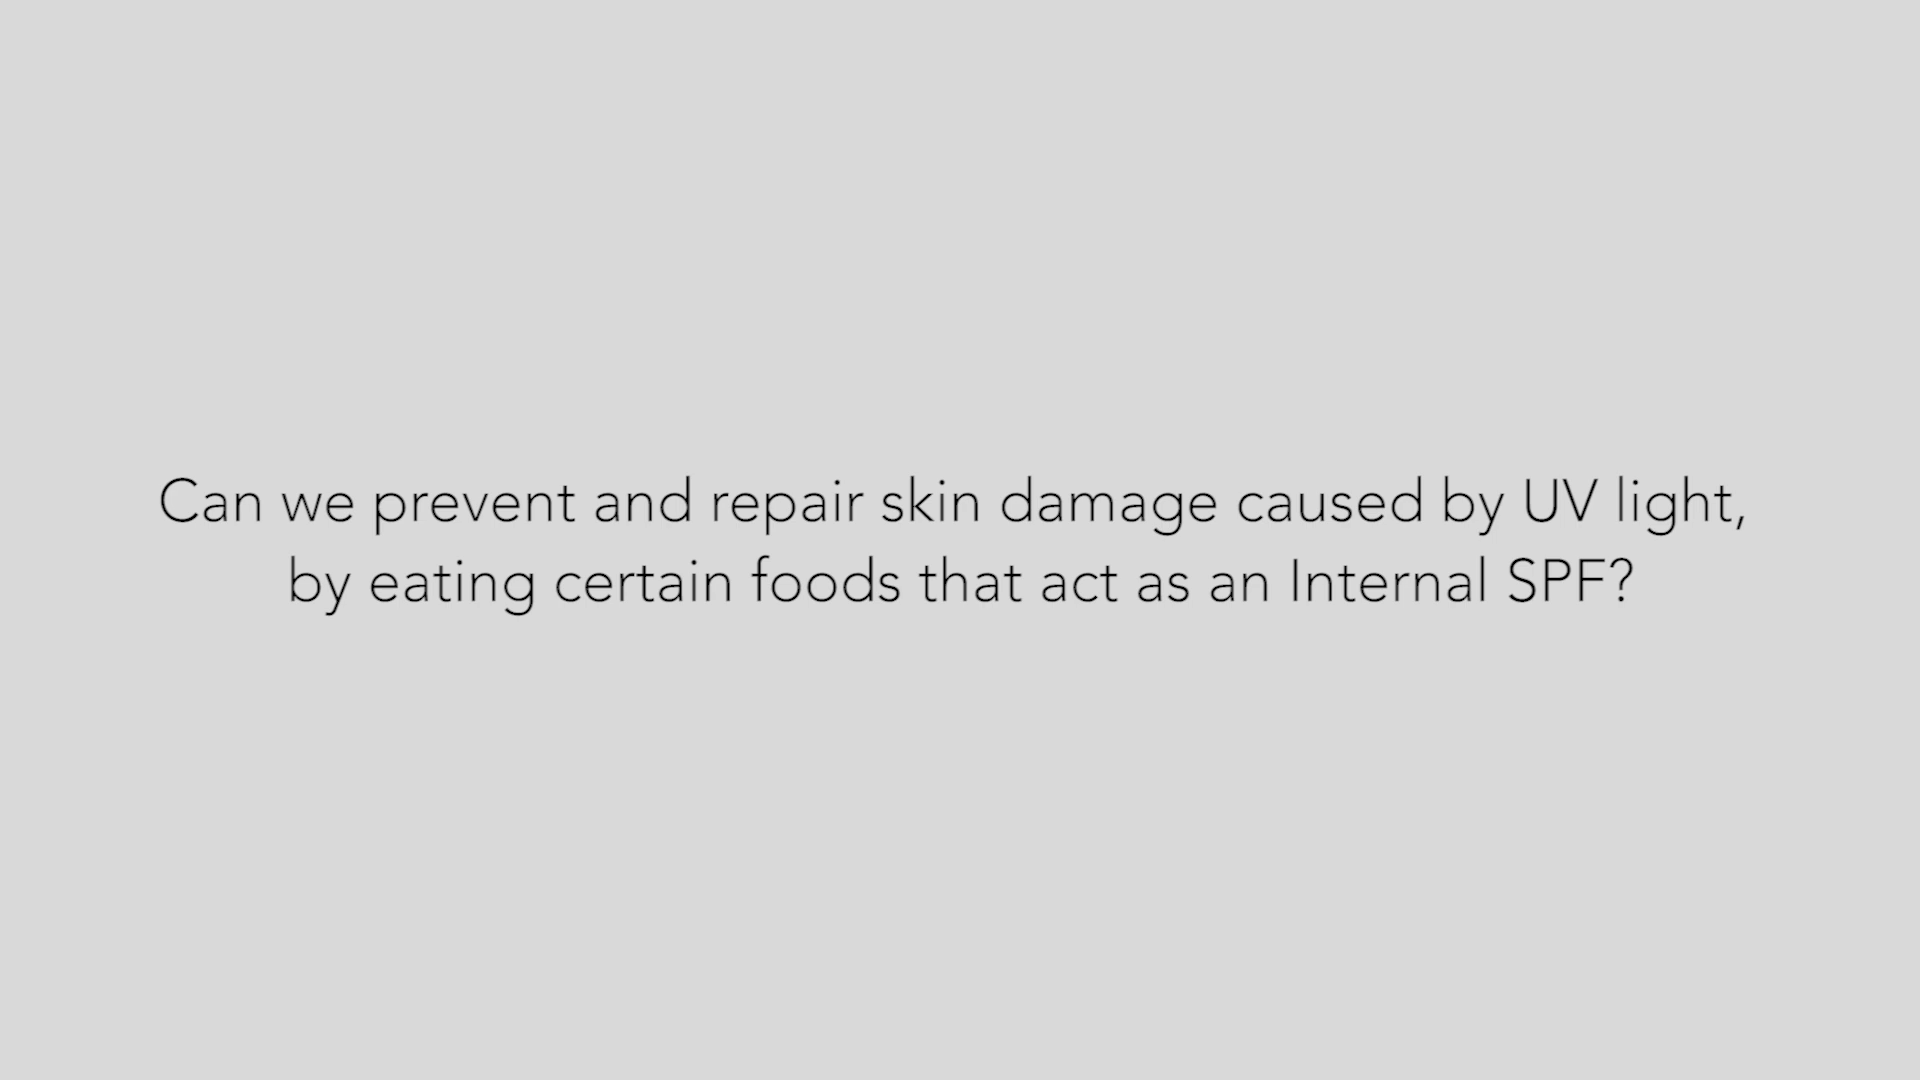 Can we prevent and repair skin damage caused by UV light,
by eating certain foods that act as an Internal SPF?